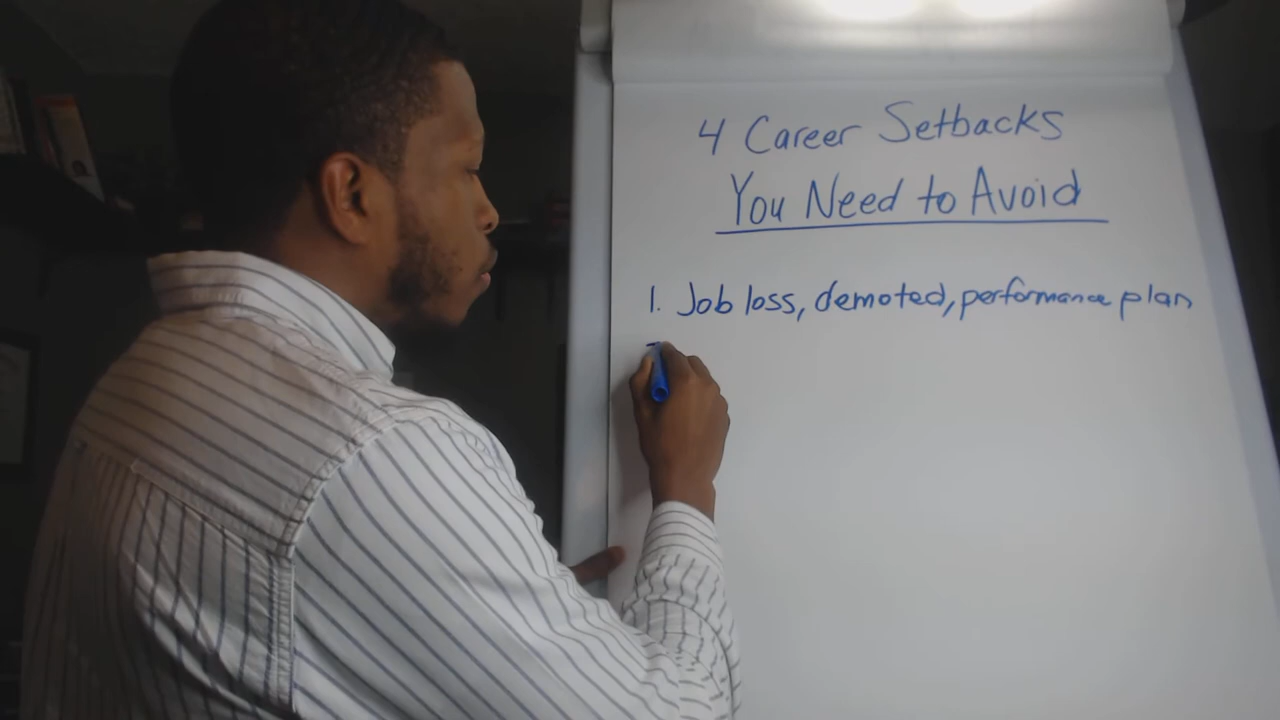 4 Career Setbacks
You Need to Avoid
1. Job loss, demoted, performance plan